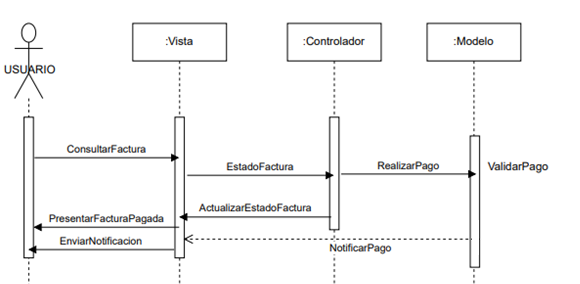 :Vista
:Controlador
:Modelo
USUARIO
ConsultarFactura
EstadoFactura
RealizarPago
ValidarPago
ActualizarEstadoFactura
PresentarFacturaPagada
EnviarNotificacion
NotificarPago